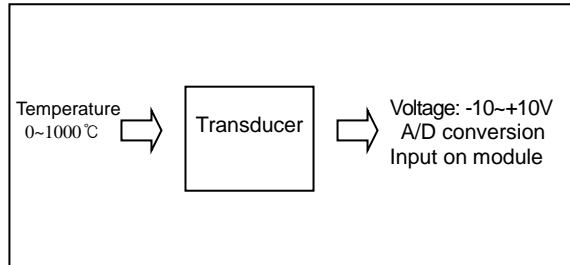 Temperature
0~1000℃
Transducer
Voltage: -10~+10V
A/D conversion
Input on module